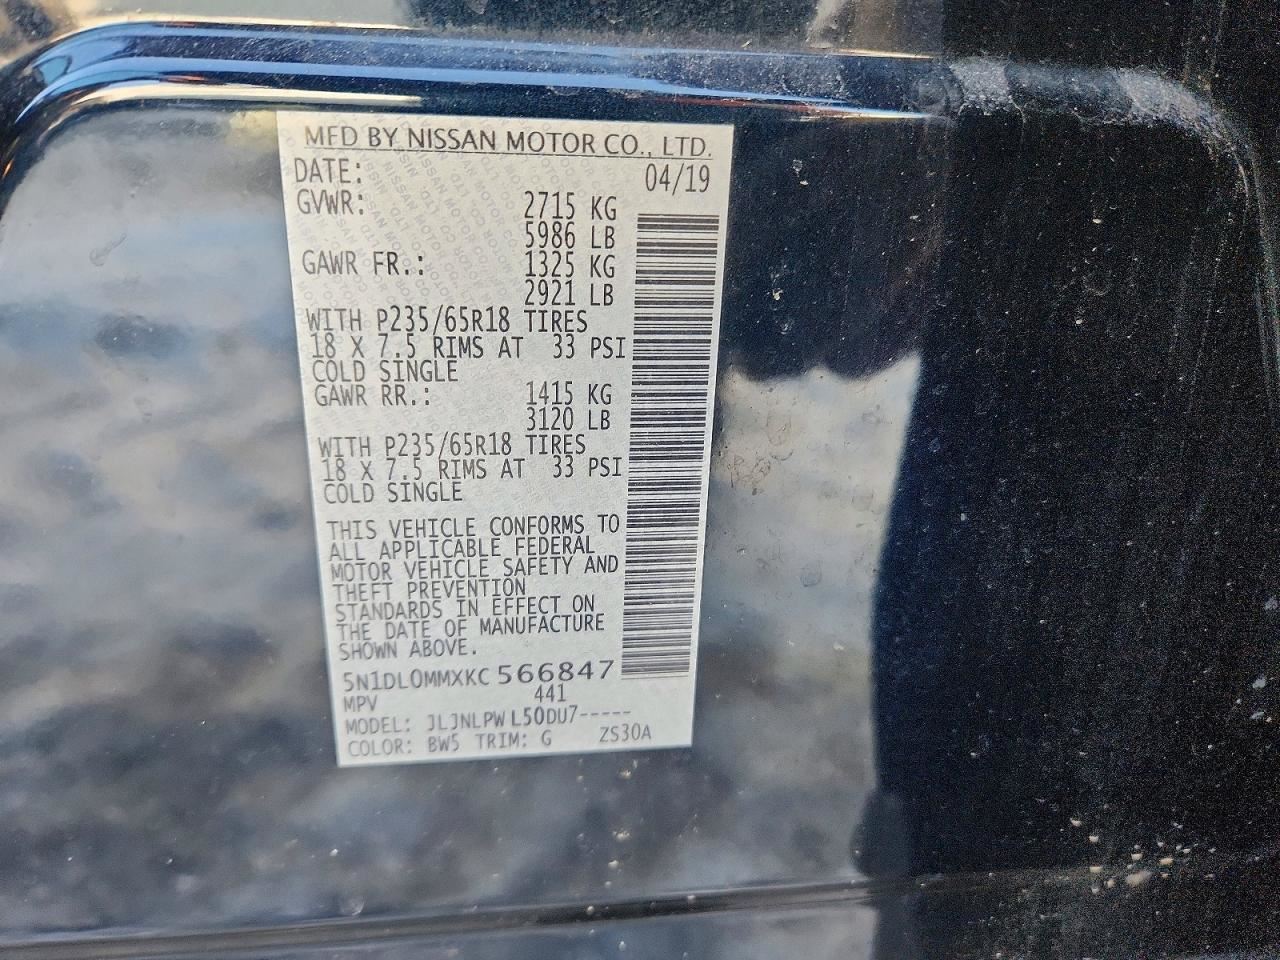 MFD BY NISSAN MOTOR CO., LTD.
DATE: 04/19
GVWR: 2715 KG
5986 LB
GAWR FR.: 1325 KG
2921 LB
WITH P235/65R18 TIRES
18 X 7.5 RIMS AT 33 PSI
COLD SINGLE
GAWR RR.: 1415 KG
3120 LB
WITH P235/65R18 TIRES
18 X 7.5 RIMS AT 33 PSI
COLD SINGLE
THIS VEHICLE CONFORMS TO
ALL APPLICABLE FEDERAL
MOTOR VEHICLE SAFETY AND
THEFT PREVENTION
STANDARDS IN EFFECT ON
THE DATE OF MANUFACTURE
SHOWN ABOVE.
5N1DL0MMXKC566847
MPV 441
MODEL: JLJNLPWL50DU7-----
COLOR: BW5 TRIM: G ZS30A